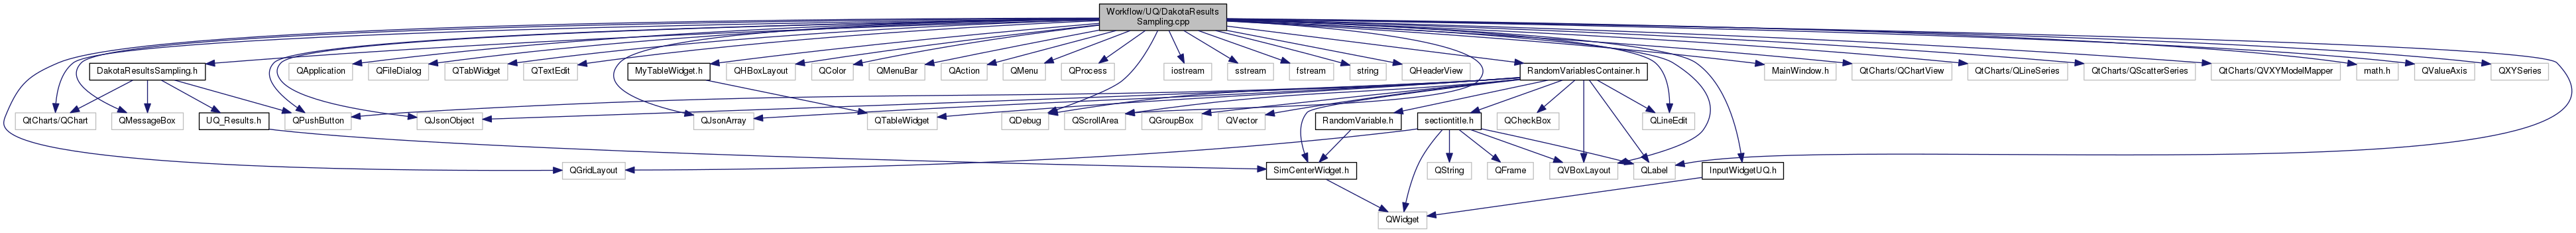 Workflow/UQ/DakotaResults
Sampling.cpp
DakotaResultsSampling.h
QApplication
QFileDialog
QTabWidget
QTextEdit
MyTableWidget.h
QHBoxLayout
QColor
QMenuBar
QAction
QMenu
QProcess
iostream
sstream
fstream
string
QHeaderView
RandomVariablesContainer.h
MainWindow.h
QtCharts/QChartView
QtCharts/QLineSeries
QtCharts/QScatterSeries
QtCharts/QVXYModelMapper
math.h
QValueAxis
QXYSeries
QtCharts/QChart
QMessageBox
UQ_Results.h
QPushButton
QJsonObject
QJsonArray
QTableWidget
QDebug
QScrollArea
QGroupBox
QVector
RandomVariable.h
sectiontitle.h
QCheckBox
QLineEdit
QGridLayout
SimCenterWidget.h
QString
QFrame
QVBoxLayout
QLabel
InputWidgetUQ.h
QWidget